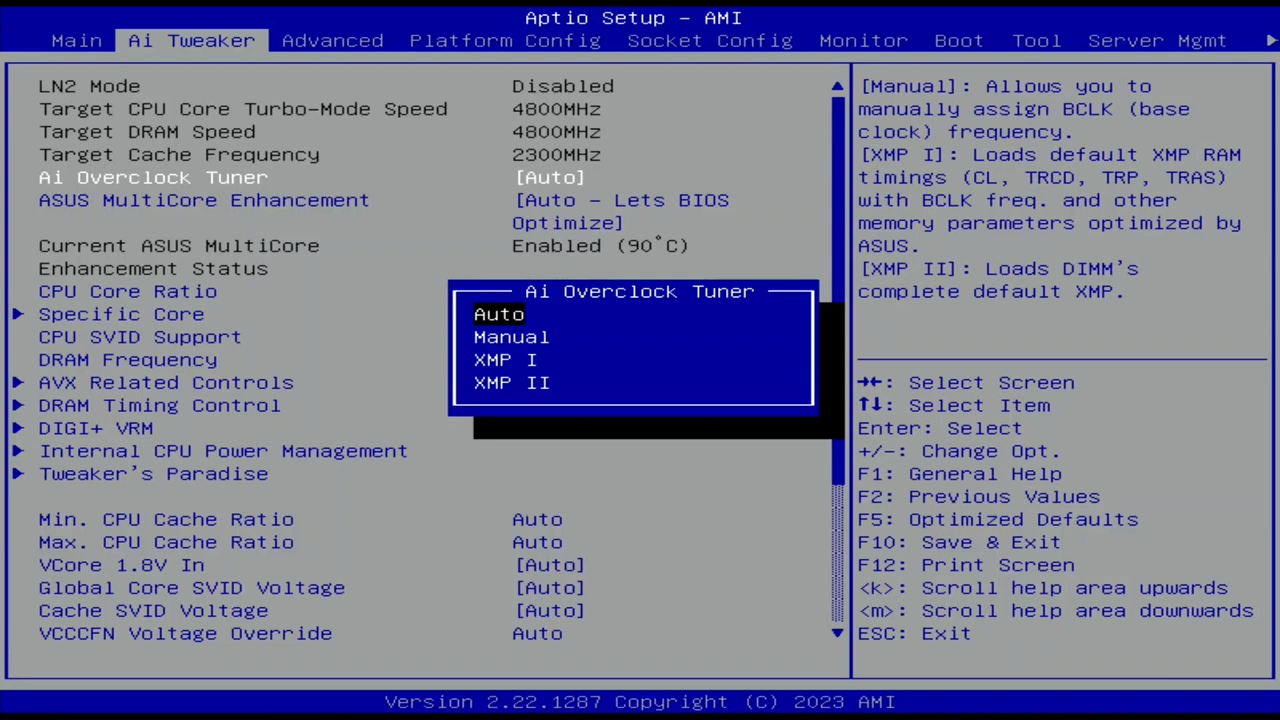 Aptio Setup – AMI
Main Ai Tweaker Advanced Platform Config Socket Config Monitor Boot Tool Server Mgmt
LN2 Mode Disabled
Target CPU Core Turbo-Mode Speed 4800MHz
Target DRAM Speed 4800MHz
Target Cache Frequency 2300MHz
Ai Overclock Tuner [Auto]
ASUS MultiCore Enhancement [Auto – Lets BIOS
Optimize]
Current ASUS MultiCore Enabled (90°C)
Enhancement Status
CPU Core Ratio
Specific Core
CPU SVID Support
DRAM Frequency
AVX Related Controls
DRAM Timing Control
DIGI+ VRM
Internal CPU Power Management
Tweaker's Paradise
Min. CPU Cache Ratio Auto
Max. CPU Cache Ratio Auto
VCore 1.8V In [Auto]
Global Core SVID Voltage [Auto]
Cache SVID Voltage [Auto]
VCCCFN Voltage Override Auto
Ai Overclock Tuner
Auto
Manual
XMP I
XMP II
[Manual]: Allows you to
manually assign BCLK (base
clock) frequency.
[XMP I]: Loads default XMP RAM
timings (CL, TRCD, TRP, TRAS)
with BCLK freq. and other
memory parameters optimized by
ASUS.
[XMP II]: Loads DIMM's
complete default XMP.
→←: Select Screen
↑↓: Select Item
Enter: Select
+/-: Change Opt.
F1: General Help
F2: Previous Values
F5: Optimized Defaults
F10: Save & Exit
F12: Print Screen
<k>: Scroll help area upwards
<m>: Scroll help area downwards
ESC: Exit
Version 2.22.1287 Copyright (C) 2023 AMI